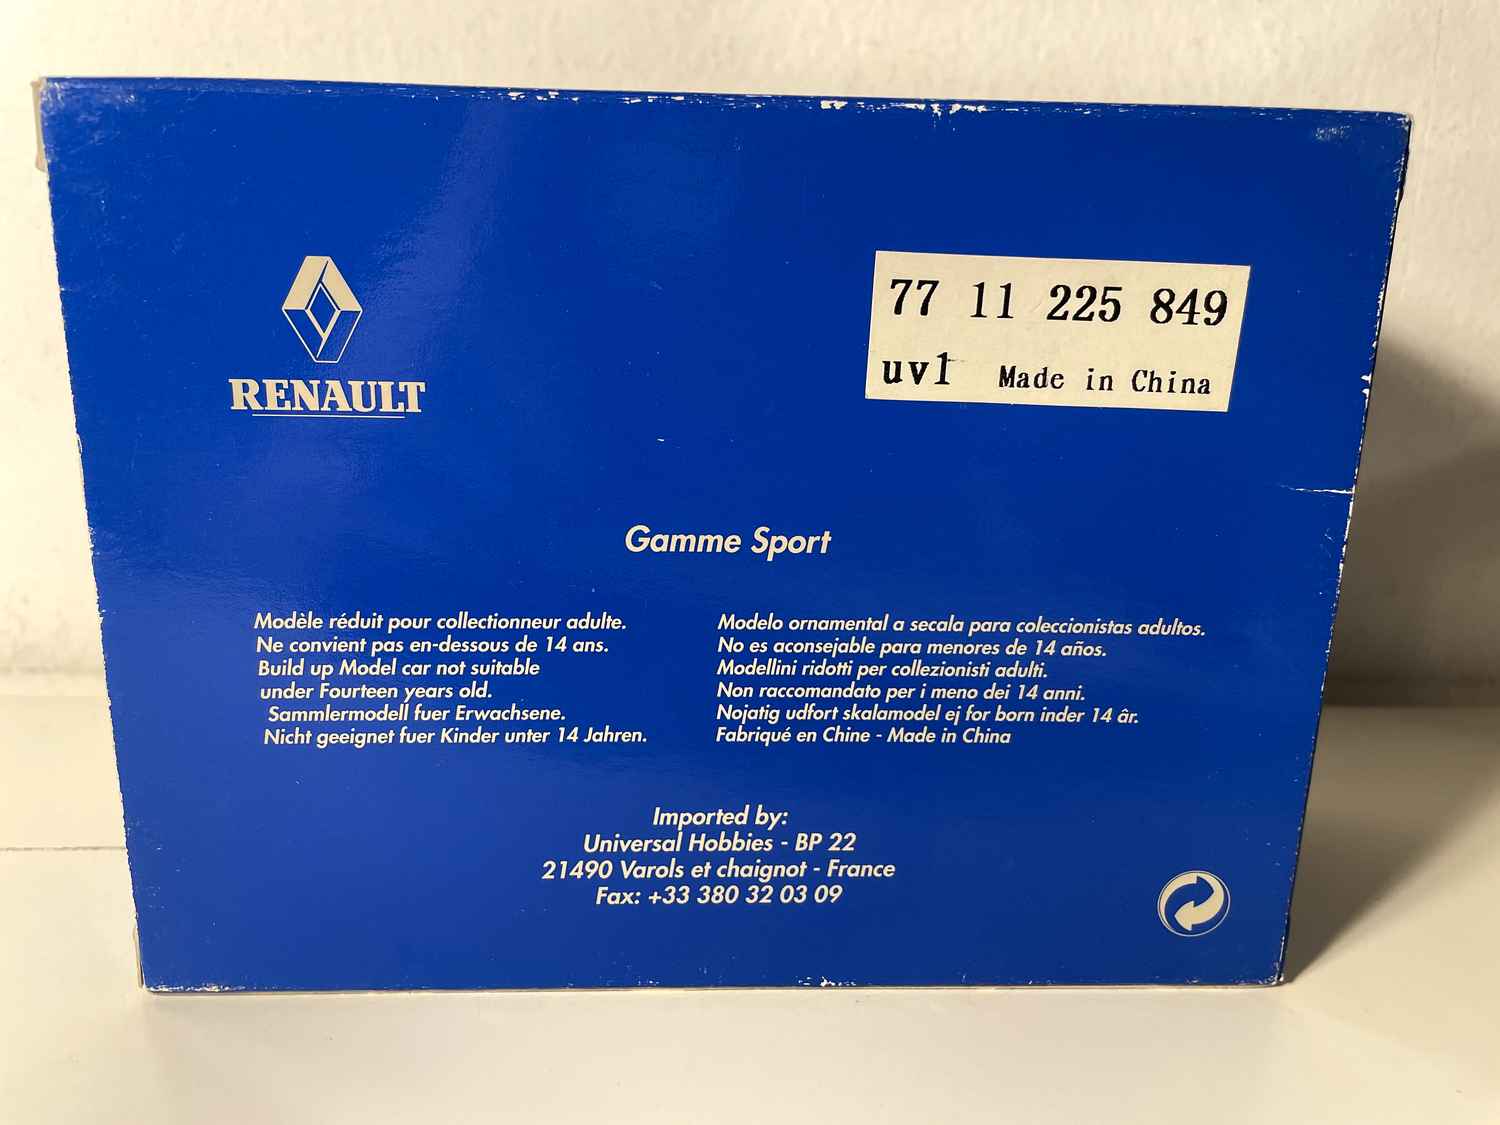 RENAULT
77 11 225 849
uv1 Made in China
Gamme Sport
Modèle réduit pour collectionneur adulte.
Ne convient pas en-dessous de 14 ans.
Build up Model car not suitable
under Fourteen years old.
Sammlermodell fuer Erwachsene.
Nicht geeignet fuer Kinder unter 14 Jahren.
Modelo ornamental a secala para coleccionistas adultos.
No es aconsejable para menores de 14 años.
Modellini ridotti per collezionisti adulti.
Non raccomandato per i meno dei 14 anni.
Nojatig udfort skalamodel ej for born inder 14 âr.
Fabriqué en Chine - Made in China
Imported by:
Universal Hobbies - BP 22
21490 Varols et chaignot - France
Fax: +33 380 32 03 09